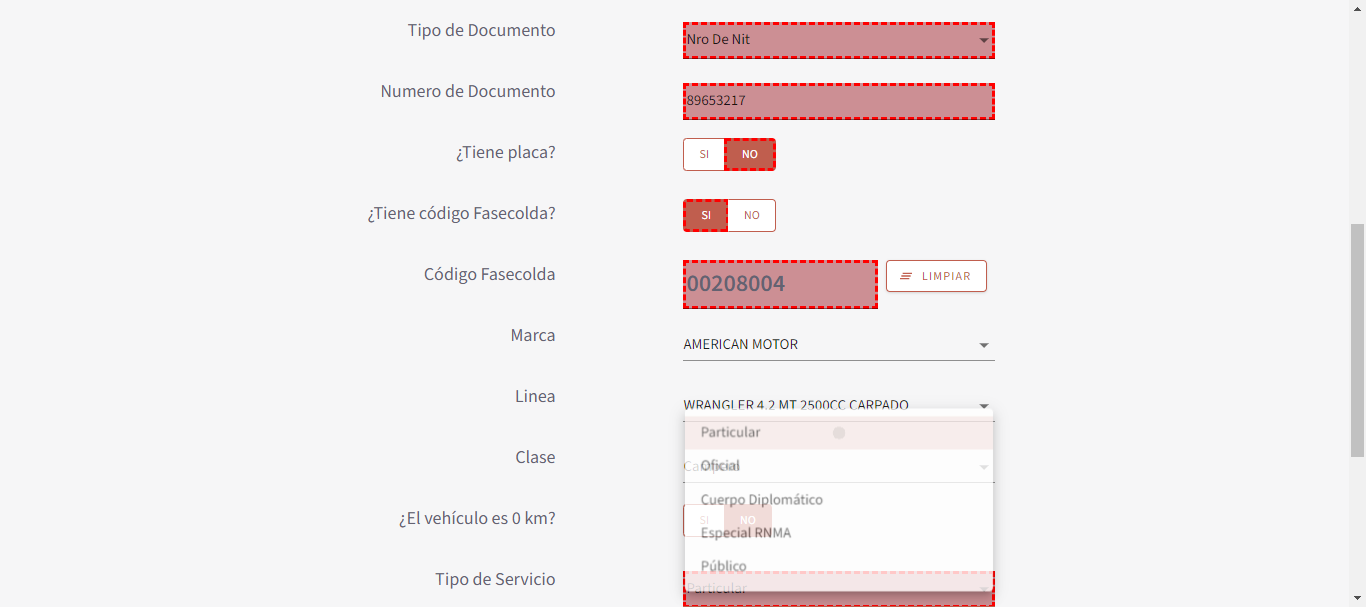 Tipo de Documento
Nro De Nit
Numero de Documento
89653217
¿Tiene placa?
SI NO
¿Tiene código Fasecolda?
SI NO
Código Fasecolda
00208004 LIMPIAR
Marca
AMERICAN MOTOR
Linea
WRANGLER 4.2 MT 2500CC CARPADO
Particular
Clase
Campero
Oficial
Cuerpo Diplomático
¿El vehículo es 0 km?
SI NO
Especial RNMA
Público
Tipo de Servicio
Particular